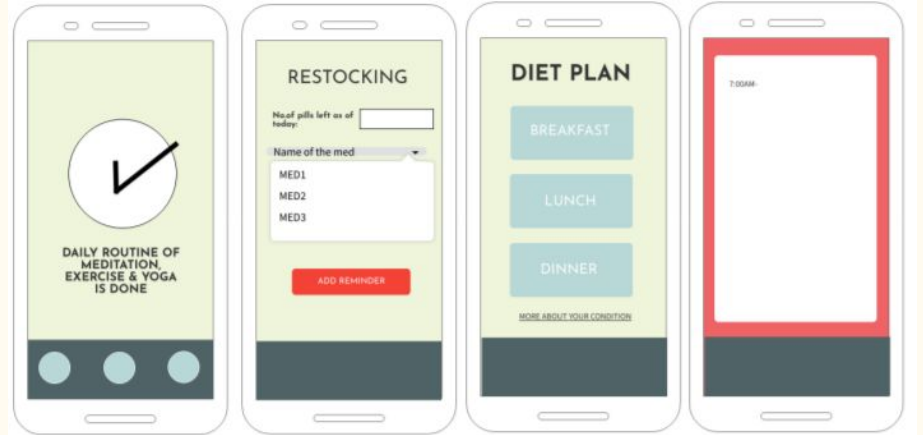 DAILY ROUTINE OF
MEDITATION,
EXERCISE & YOGA
IS DONE
RESTOCKING
No.of pills left as of
today:
Name of the med
MED1
MED2
MED3
ADD REMINDER
DIET PLAN
BREAKFAST
LUNCH
DINNER
MORE ABOUT YOUR CONDITION
7:00AM-